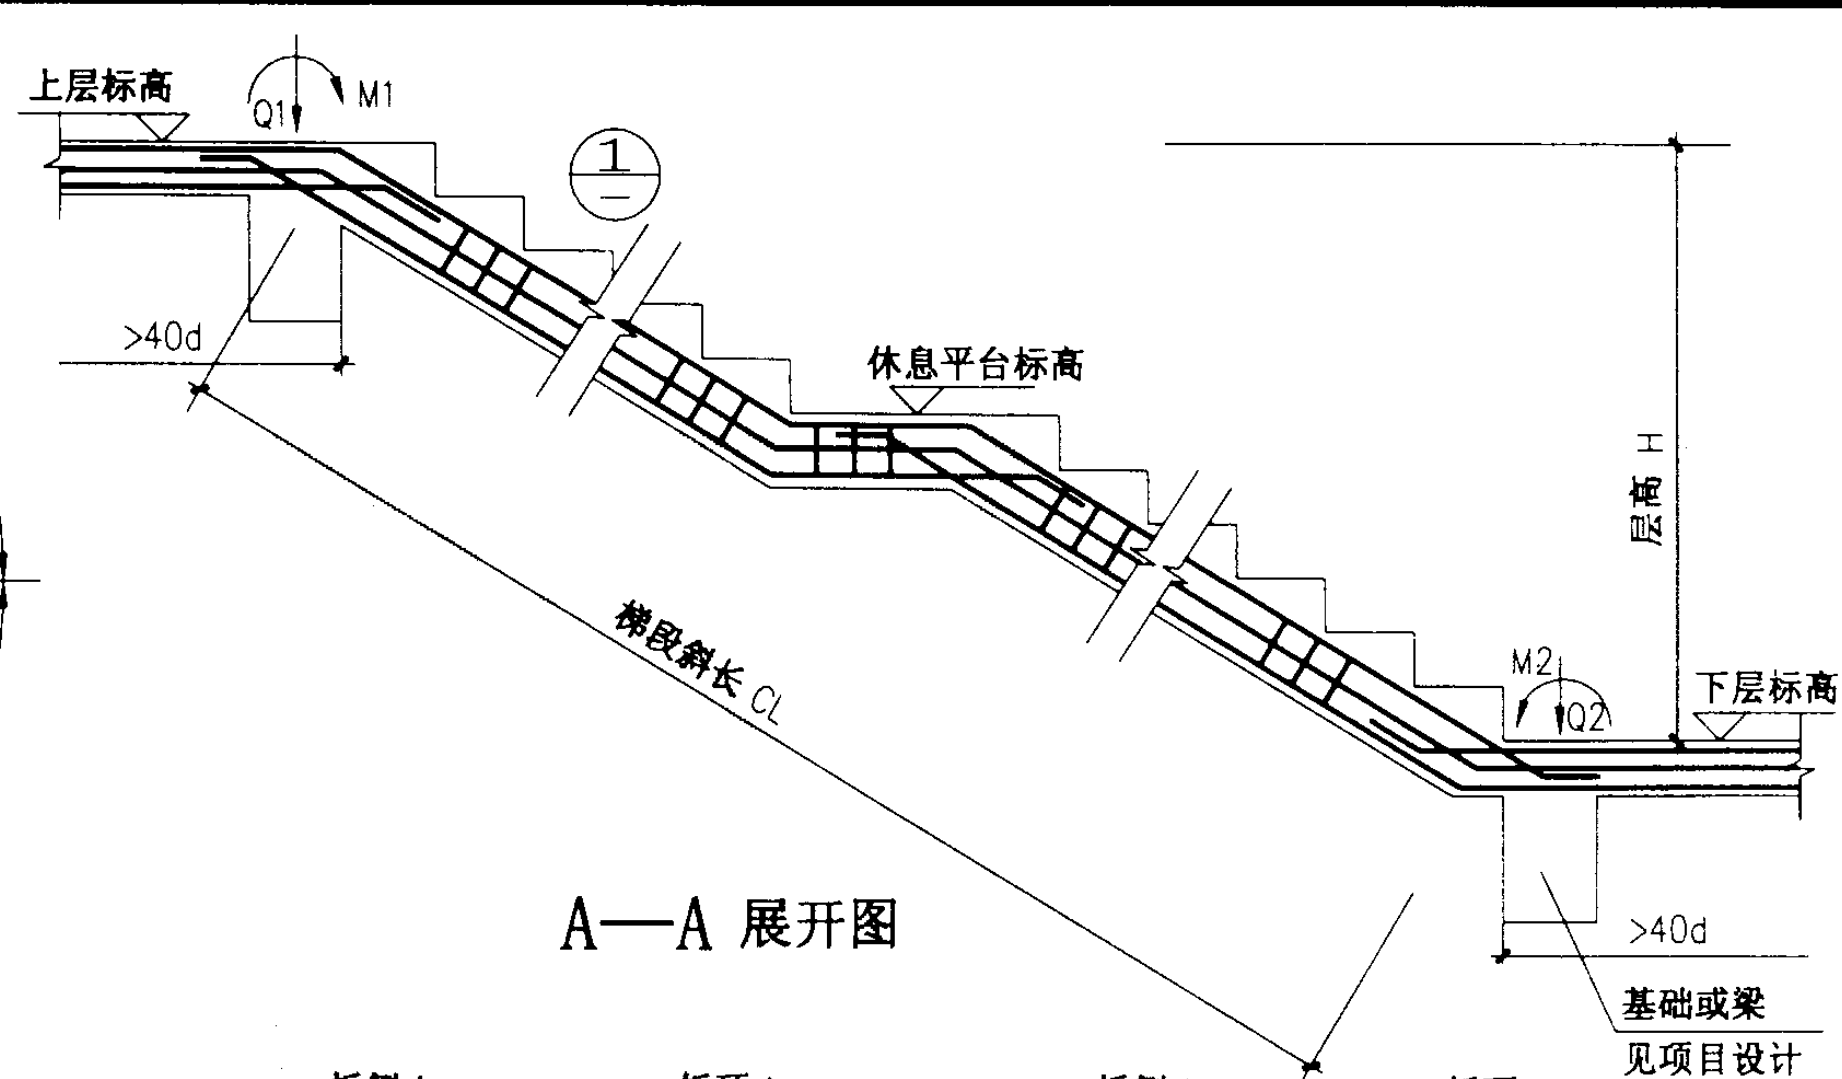 上层标高
Q1
M1
1
>40d
休息平台标高
层高 H
梯段斜长 CL
M2
Q2
下层标高
A—A 展开图
>40d
基础或梁
见项目设计